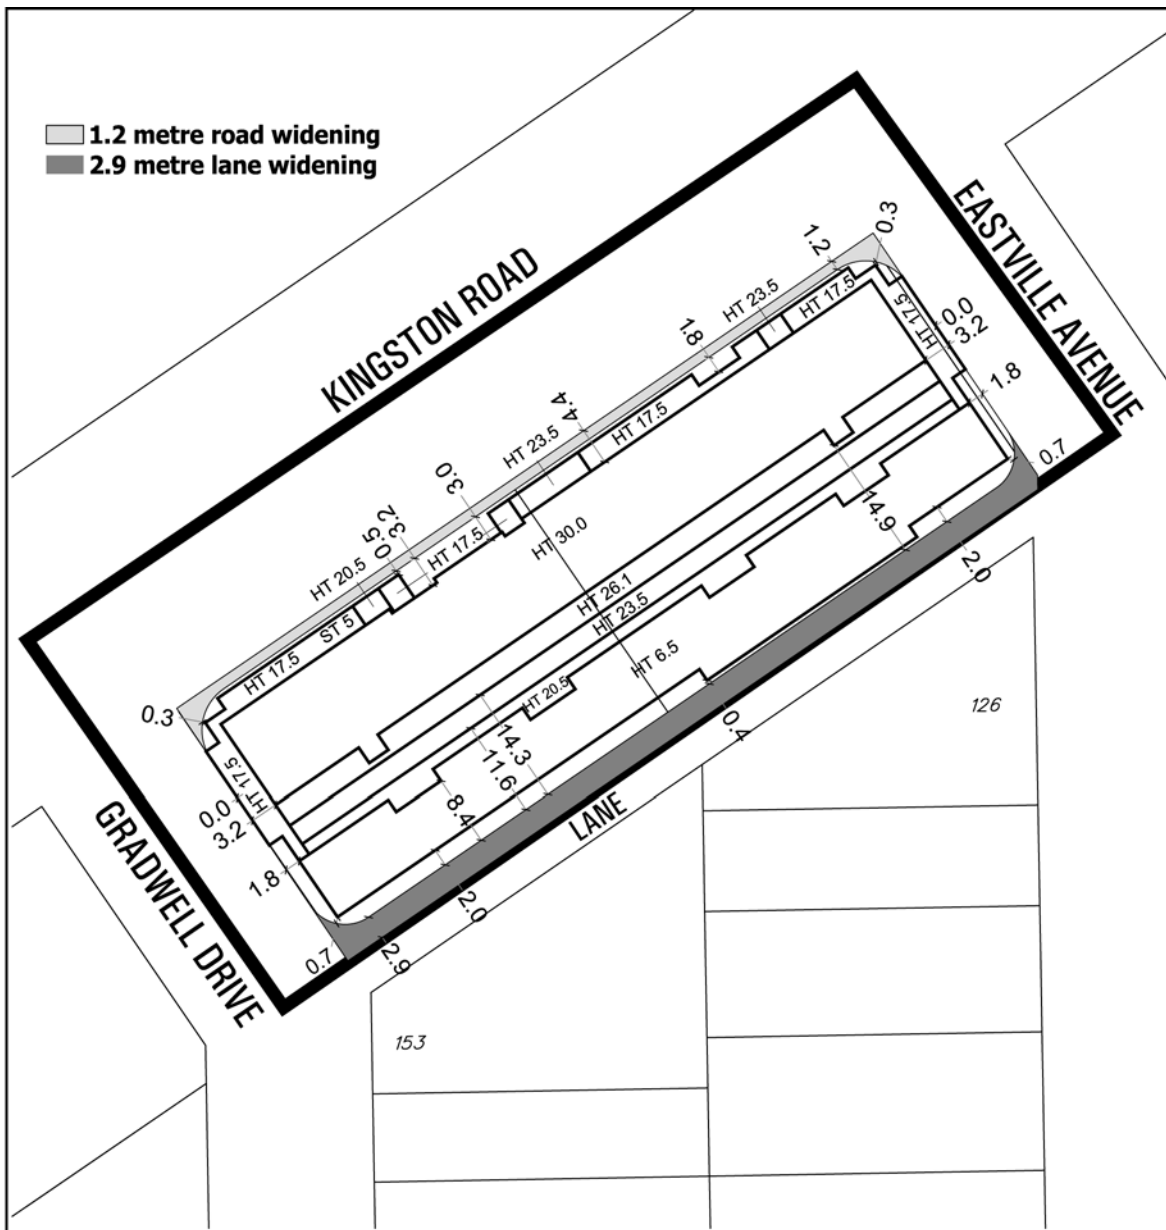 1.2 metre road widening
2.9 metre lane widening
KINGSTON ROAD
EASTVILLE AVENUE
0.3
1.2
HT 23.5
HT 17.5
HT 17.5
0.0
3.2
1.8
1.8
4.4
HT 17.5
HT 23.5
3.0
HT 17.5
3.2
0.5
HT 20.5
ST 5
HT 17.5
0.3
HT 30.0
HT 26.1
HT 23.5
HT 20.5
HT 6.5
14.6
14.3
11.6
8.4
0.7
2.0
0.4
HT 17.5
0.0
3.2
1.8
0.7
2.0
2.9
LANE
GRADWELL DRIVE
126
153